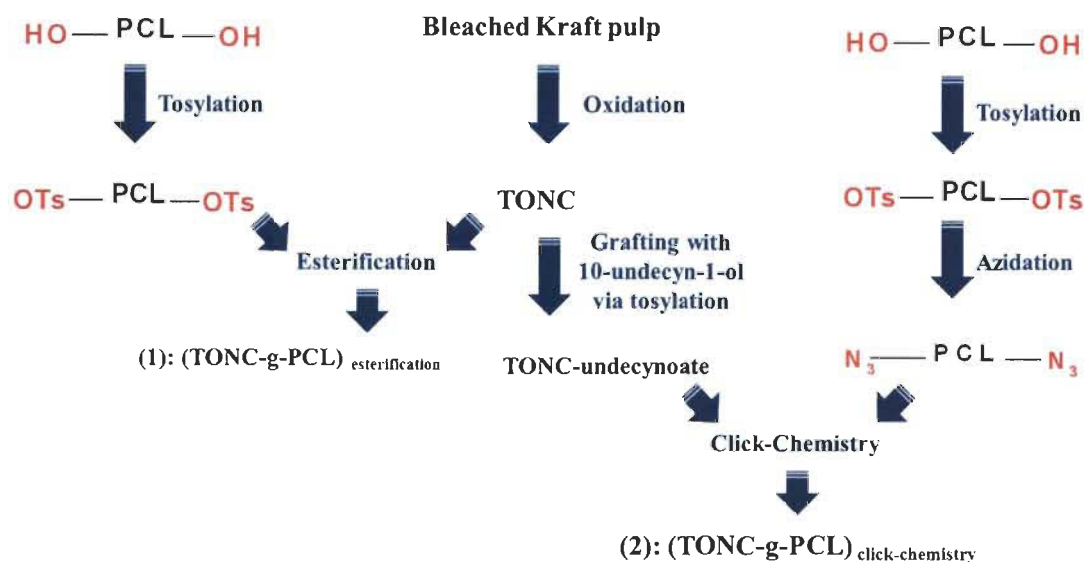 HO — PCL — OH
Bleached Kraft pulp
HO — PCL — OH
Tosylation
Oxidation
Tosylation
OTs — PCL — OTs
TONC
OTs — PCL — OTs
Esterification
Grafting with
10-undecyn-1-ol
via tosylation
Azidation
(1): (TONC-g-PCL) esterification
TONC-undecynoate
N3 — PCL — N3
Click-Chemistry
(2): (TONC-g-PCL) click-chemistry